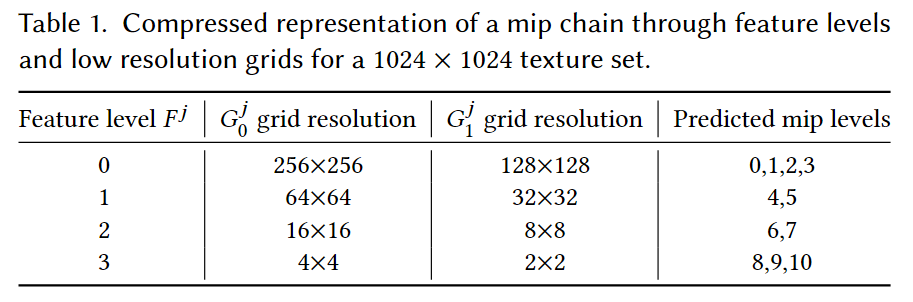 Table 1. Compressed representation of a mip chain through feature levels
and low resolution grids for a 1024 × 1024 texture set.
Feature level F^j | G_0^j grid resolution | G_1^j grid resolution | Predicted mip levels
0 | 256×256 | 128×128 | 0,1,2,3
1 | 64×64 | 32×32 | 4,5
2 | 16×16 | 8×8 | 6,7
3 | 4×4 | 2×2 | 8,9,10